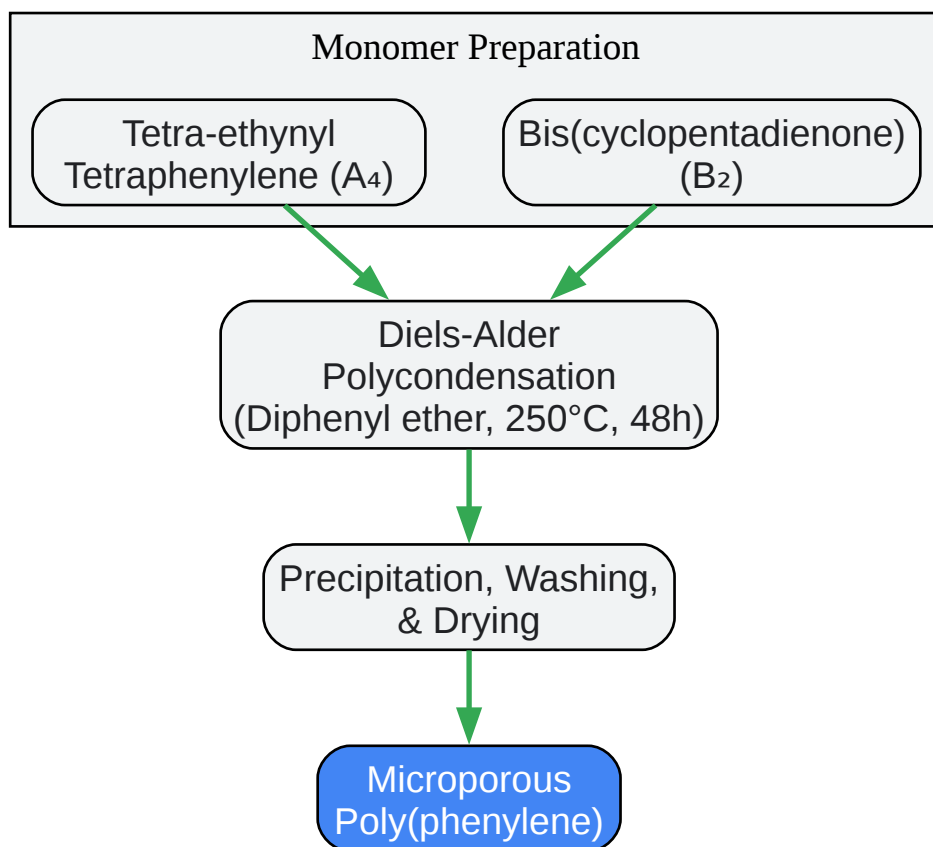 Monomer Preparation
Tetra-ethynyl
Tetraphenylene (A₄)
Bis(cyclopentadienone)
(B₂)
Diels-Alder
Polycondensation
(Diphenyl ether, 250°C, 48h)
Precipitation, Washing,
& Drying
Microporous
Poly(phenylene)